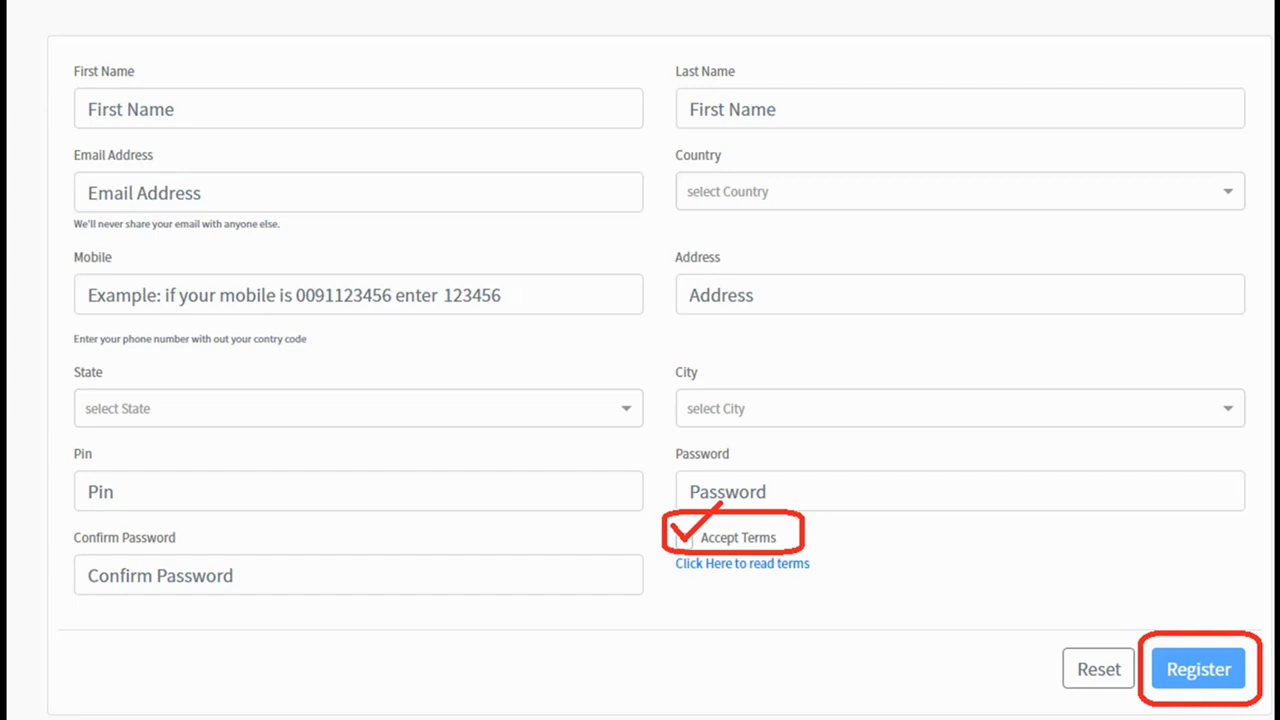 First Name
Last Name
First Name
First Name
Email Address
Country
Email Address
select Country
We'll never share your email with anyone else.
Mobile
Address
Example: if your mobile is 0091123456 enter 123456
Address
Enter your phone number with out your contry code
State
City
select State
select City
Pin
Password
Pin
Password
Confirm Password
Accept Terms
Confirm Password
Click Here to read terms
Reset
Register